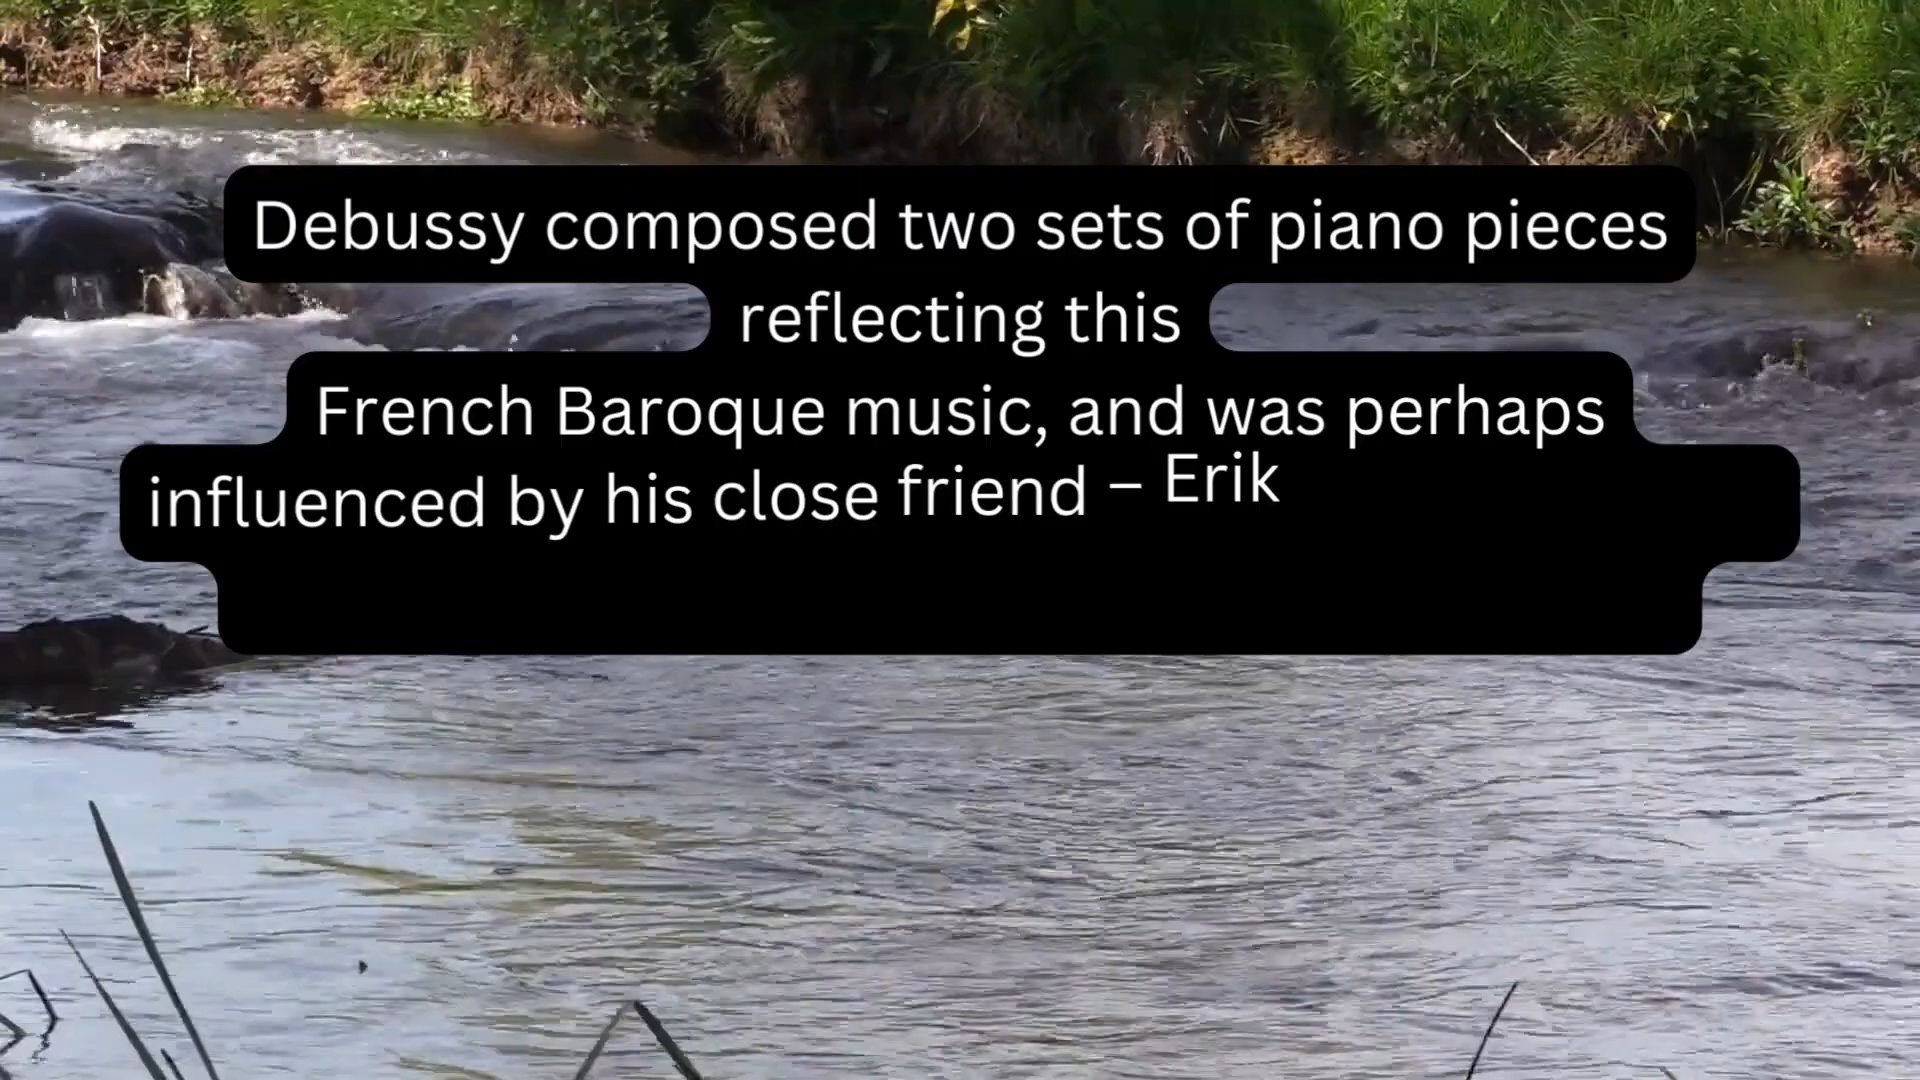 Debussy composed two sets of piano pieces
reflecting this
French Baroque music, and was perhaps
influenced by his close friend – Erik